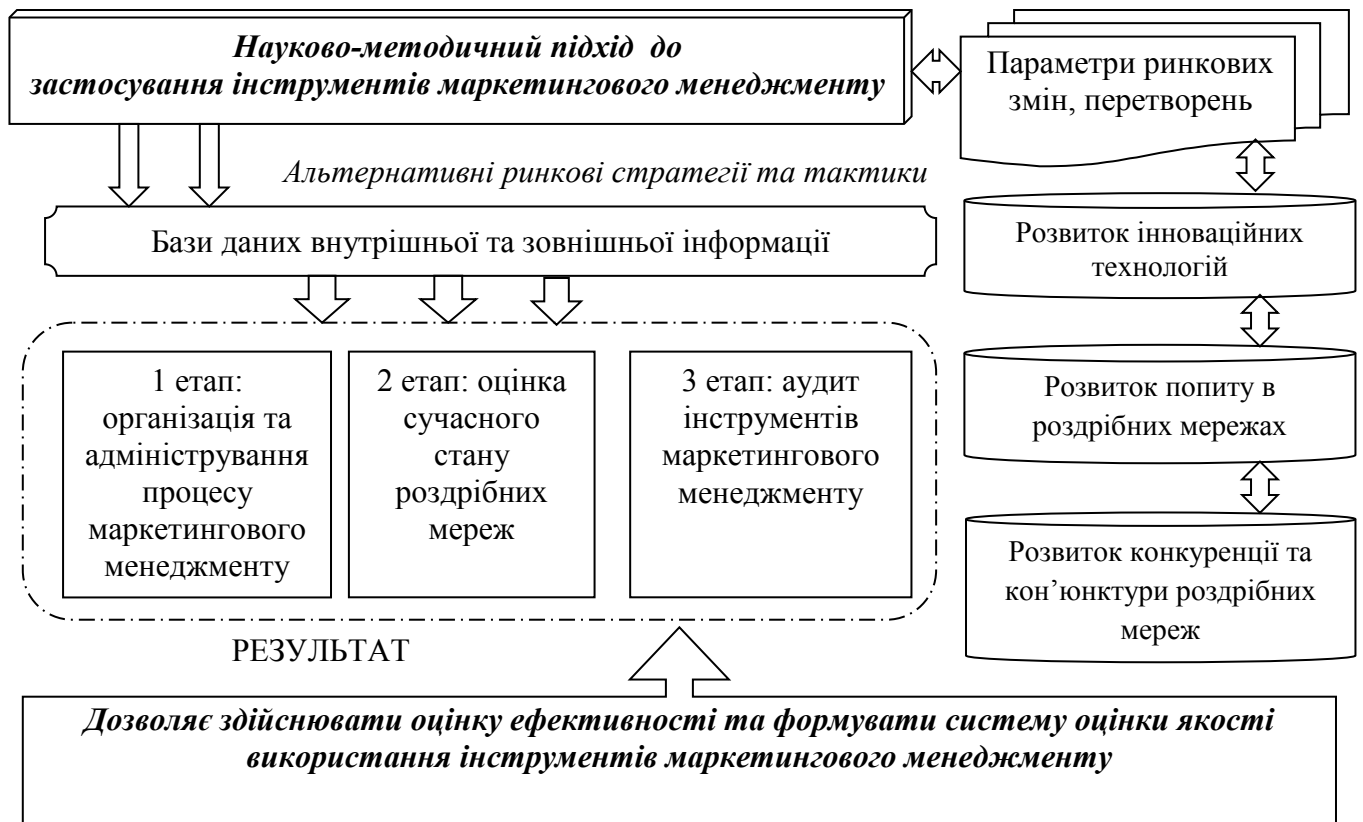 Науково-методичний підхід до
застосування інструментів маркетингового менеджменту
Параметри ринкових
змін, перетворень
Альтернативні ринкові стратегії та тактики
Бази даних внутрішньої та зовнішньої інформації
Розвиток інноваційних
технологій
1 етап:
організація та
адміністрування
процесу
маркетингового
менеджменту
2 етап: оцінка
сучасного
стану
роздрібних
мереж
3 етап: аудит
інструментів
маркетингового
менеджменту
Розвиток попиту в
роздрібних мережах
Розвиток конкуренції та
кон’юнктури роздрібних
мереж
РЕЗУЛЬТАТ
Дозволяє здійснювати оцінку ефективності та формувати систему оцінки якості
використання інструментів маркетингового менеджменту